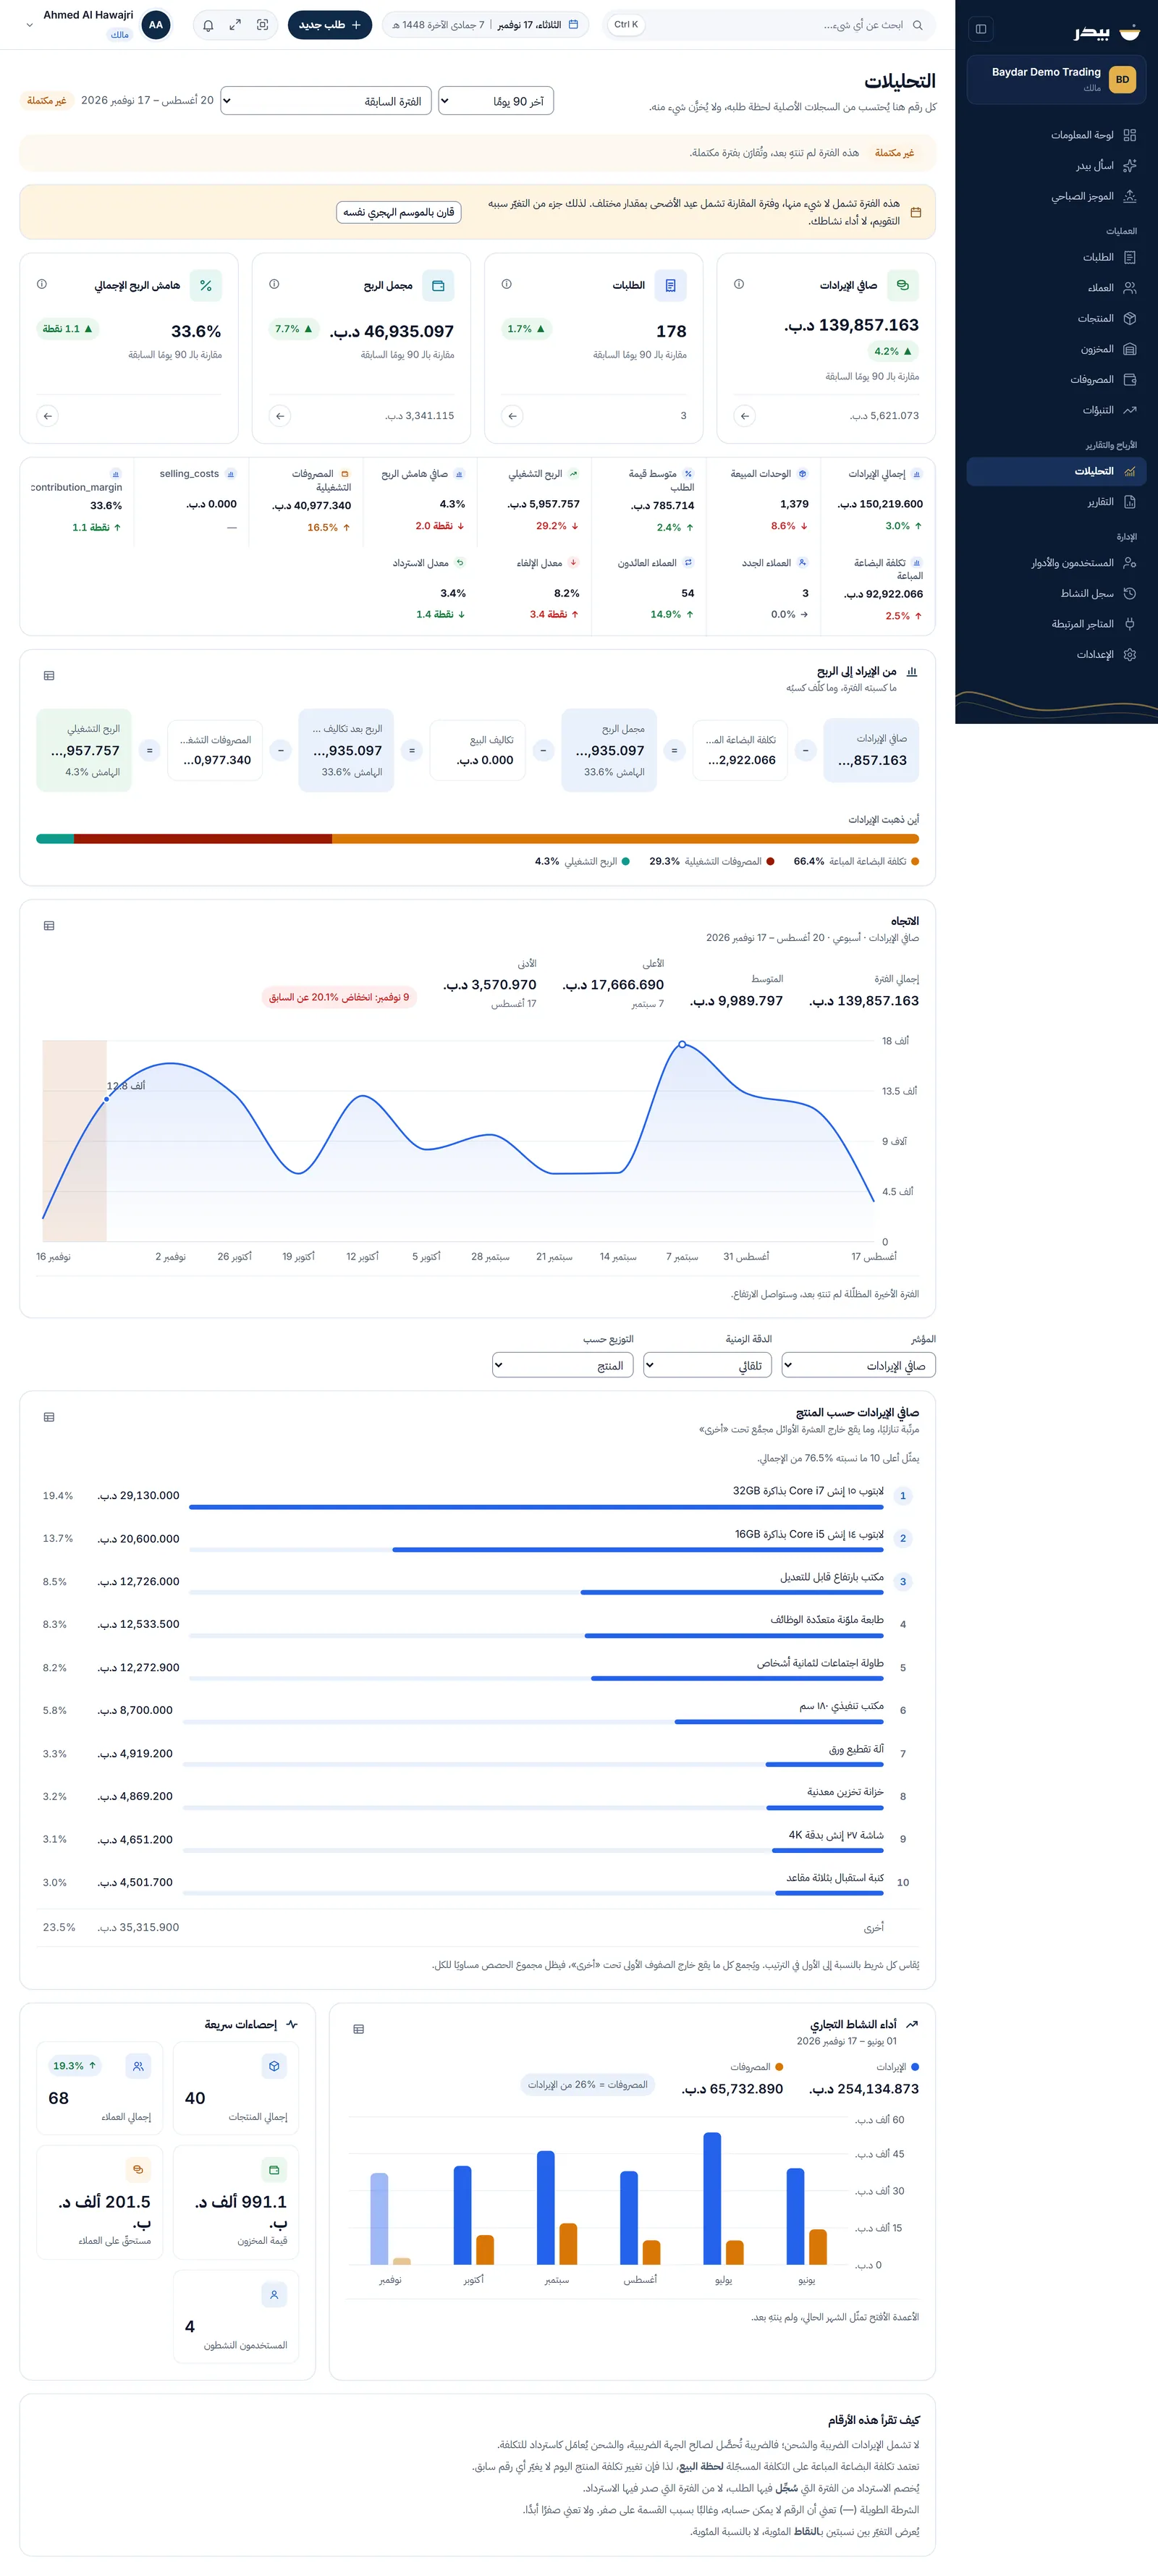 بيدر
BD
Baydar Demo Trading
مالك
لوحة المعلومات
اسأل بيدر
الموجز الصباحي
العمليات
الطلبات
العملاء
المنتجات
المخزون
المصروفات
التنبؤات
الأرباح والتقارير
التحليلات
التقارير
الإدارة
المستخدمون والأدوار
سجل النشاط
المتاجر المرتبطة
الإعدادات
ابحث عن أي شيء...
Ctrl K
الثلاثاء، 17 نوفمبر | 7 جمادى الآخرة 1448 هـ
طلب جديد
AA
Ahmed Al Hawajri
مالك
التحليلات
كل رقم هنا يُحتسب من السجلات الأصلية لحظة طلبه، ولا يُخزَّن شيء منه.
آخر 90 يومًا
الفترة السابقة
20 أغسطس – 17 نوفمبر 2026
غير مكتملة
غير مكتملة هذه الفترة لم تنتهِ بعد، وتُقارَن بفترة مكتملة.
هذه الفترة تشمل لا شيء منها، وفترة المقارنة تشمل عيد الأضحى بمقدار مختلف. لذلك جزء من التغيّر سببه
التقويم، لا أداء نشاطك.
قارن بالموسم الهجري نفسه
صافي الإيرادات
139,857.163 د.ب.
▲ 4.2%
مقارنة بالـ 90 يومًا السابقة
5,621.073 د.ب.
الطلبات
178
▲ 1.7%
مقارنة بالـ 90 يومًا السابقة
3
مجمل الربح
46,935.097 د.ب.
▲ 7.7%
مقارنة بالـ 90 يومًا السابقة
3,341.115 د.ب.
هامش الربح الإجمالي
33.6%
▲ 1.1 نقطة
مقارنة بالـ 90 يومًا السابقة
إجمالي الإيرادات
150,219.600 د.ب.
↑ 3.0%
الوحدات المبيعة
1,379
↓ 8.6%
متوسط قيمة
الطلب
785.714 د.ب.
↑ 2.4%
الربح التشغيلي
5,957.757 د.ب.
↓ 29.2%
صافي هامش الربح
4.3%
↓ نقطة 2.0
المصروفات
التشغيلية
40,977.340 د.ب.
↑ 16.5%
selling_costs
0.000 د.ب.
—
contribution_margin
33.6%
↑ نقطة 1.1
تكلفة البضاعة
المباعة
92,922.066 د.ب.
↑ 2.5%
العملاء الجدد
3
→ 0.0%
العملاء العائدون
54
↑ 14.9%
معدل الإلغاء
8.2%
↑ نقطة 3.4
معدل الاسترداد
3.4%
↓ نقطة 1.4
من الإيراد إلى الربح
ما كسبته الفترة، وما كلّف كسبُه
صافي الإيرادات
...,857.163
−
تكلفة البضاعة المـ...
...2,922.066
=
مجمل الربح
...,935.097
الهامش 33.6%
−
تكاليف البيع
0.000 د.ب.
=
الربح بعد تكاليف ...
...,935.097
الهامش 33.6%
−
المصروفات التشغـ...
...0,977.340
=
الربح التشغيلي
...,957.757
الهامش 4.3%
أين ذهبت الإيرادات
تكلفة البضاعة المباعة 66.4%
المصروفات التشغيلية 29.3%
الربح التشغيلي 4.3%
الاتجاه
صافي الإيرادات · أسبوعي · 20 أغسطس – 17 نوفمبر 2026
إجمالي الفترة
139,857.163 د.ب.
المتوسط
9,989.797 د.ب.
الأعلى
17,666.690 د.ب.
7 سبتمبر
الأدنى
3,570.970 د.ب.
17 أغسطس
9 نوفمبر: انخفاض 20.1% عن السابق
18 ألف
13.5 ألف
9 آلاف
4.5 ألف
0
12.8 ألف
17 أغسطس
31 أغسطس
7 سبتمبر
14 سبتمبر
21 سبتمبر
28 سبتمبر
5 أكتوبر
12 أكتوبر
19 أكتوبر
26 أكتوبر
2 نوفمبر
16 نوفمبر
الفترة الأخيرة المظلّلة لم تنتهِ بعد، وستواصل الارتفاع.
المؤشر
صافي الإيرادات
الدقة الزمنية
تلقائي
التوزيع حسب
المنتج
صافي الإيرادات حسب المنتج
مرتّبة تنازليًا، وما يقع خارج العشرة الأوائل مجمَّع تحت «أخرى»
يمثّل أعلى 10 ما نسبته 76.5% من الإجمالي.
1 لابتوب ١٥ إنش Core i7 بذاكرة 32GB 29,130.000 د.ب. 19.4%
2 لابتوب ١٤ إنش Core i5 بذاكرة 16GB 20,600.000 د.ب. 13.7%
3 مكتب بارتفاع قابل للتعديل 12,726.000 د.ب. 8.5%
4 طابعة ملوّنة متعدّدة الوظائف 12,533.500 د.ب. 8.3%
5 طاولة اجتماعات لثمانية أشخاص 12,272.900 د.ب. 8.2%
6 مكتب تنفيذي ١٨٠ سم 8,700.000 د.ب. 5.8%
7 آلة تقطيع ورق 4,919.200 د.ب. 3.3%
8 خزانة تخزين معدنية 4,869.200 د.ب. 3.2%
9 شاشة ٢٧ إنش بدقة 4K 4,651.200 د.ب. 3.1%
10 كنبة استقبال بثلاثة مقاعد 4,501.700 د.ب. 3.0%
أخرى 35,315.900 د.ب. 23.5%
يُقاس كل شريط بالنسبة إلى الأول في الترتيب. ويُجمع كل ما يقع خارج الصفوف الأولى تحت «أخرى»، فيظل مجموع الحصص مساويًا للكل.
أداء النشاط التجاري
01 يونيو – 17 نوفمبر 2026
الإيرادات
254,134.873 د.ب.
المصروفات
65,732.890 د.ب.
المصروفات = 26% من الإيرادات
60 ألف د.ب.
45 ألف د.ب.
30 ألف د.ب.
15 ألف د.ب.
0 د.ب.
يونيو
يوليو
أغسطس
سبتمبر
أكتوبر
نوفمبر
الأعمدة الأفتح تمثّل الشهر الحالي، ولم ينتهِ بعد.
إحصاءات سريعة
40
إجمالي المنتجات
↑ 19.3%
68
إجمالي العملاء
991.1 ألف د.
ب.
قيمة المخزون
201.5 ألف د.
ب.
مستحقّ على العملاء
4
المستخدمون النشطون
كيف تقرأ هذه الأرقام
لا تشمل الإيرادات الضريبة والشحن؛ فالضريبة تُحصَّل لصالح الجهة الضريبية، والشحن يُعامَل كاسترداد للتكلفة.
تعتمد تكلفة البضاعة المباعة على التكلفة المسجّلة لحظة البيع، لذا فإن تغيير تكلفة المنتج اليوم لا يغيّر أي رقم سابق.
يُخصم الاسترداد من الفترة التي سُجِّل فيها الطلب، لا من الفترة التي صدر فيها الاسترداد.
الشرطة الطويلة (—) تعني أن الرقم لا يمكن حسابه، وغالبًا بسبب القسمة على صفر. ولا تعني صفرًا أبدًا.
يُعرض التغيّر بين نسبتين بالنقاط المئوية، لا بالنسبة المئوية.